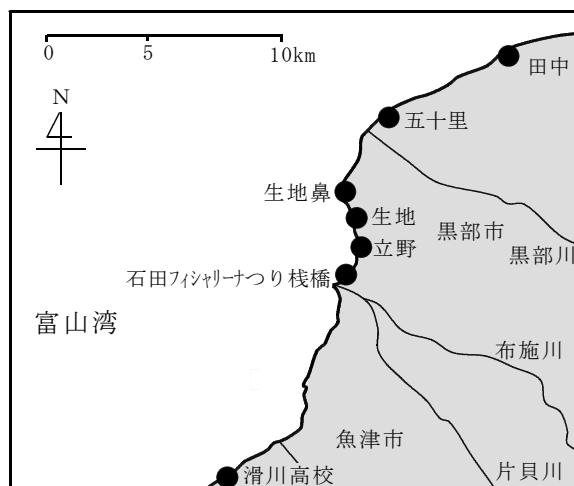 0 5 10km
N
田中
五十里
生地鼻
生地
黒部市
立野
黒部川
石田フィシャリーナつり桟橋
富山湾
布施川
魚津市
滑川高校
片貝川